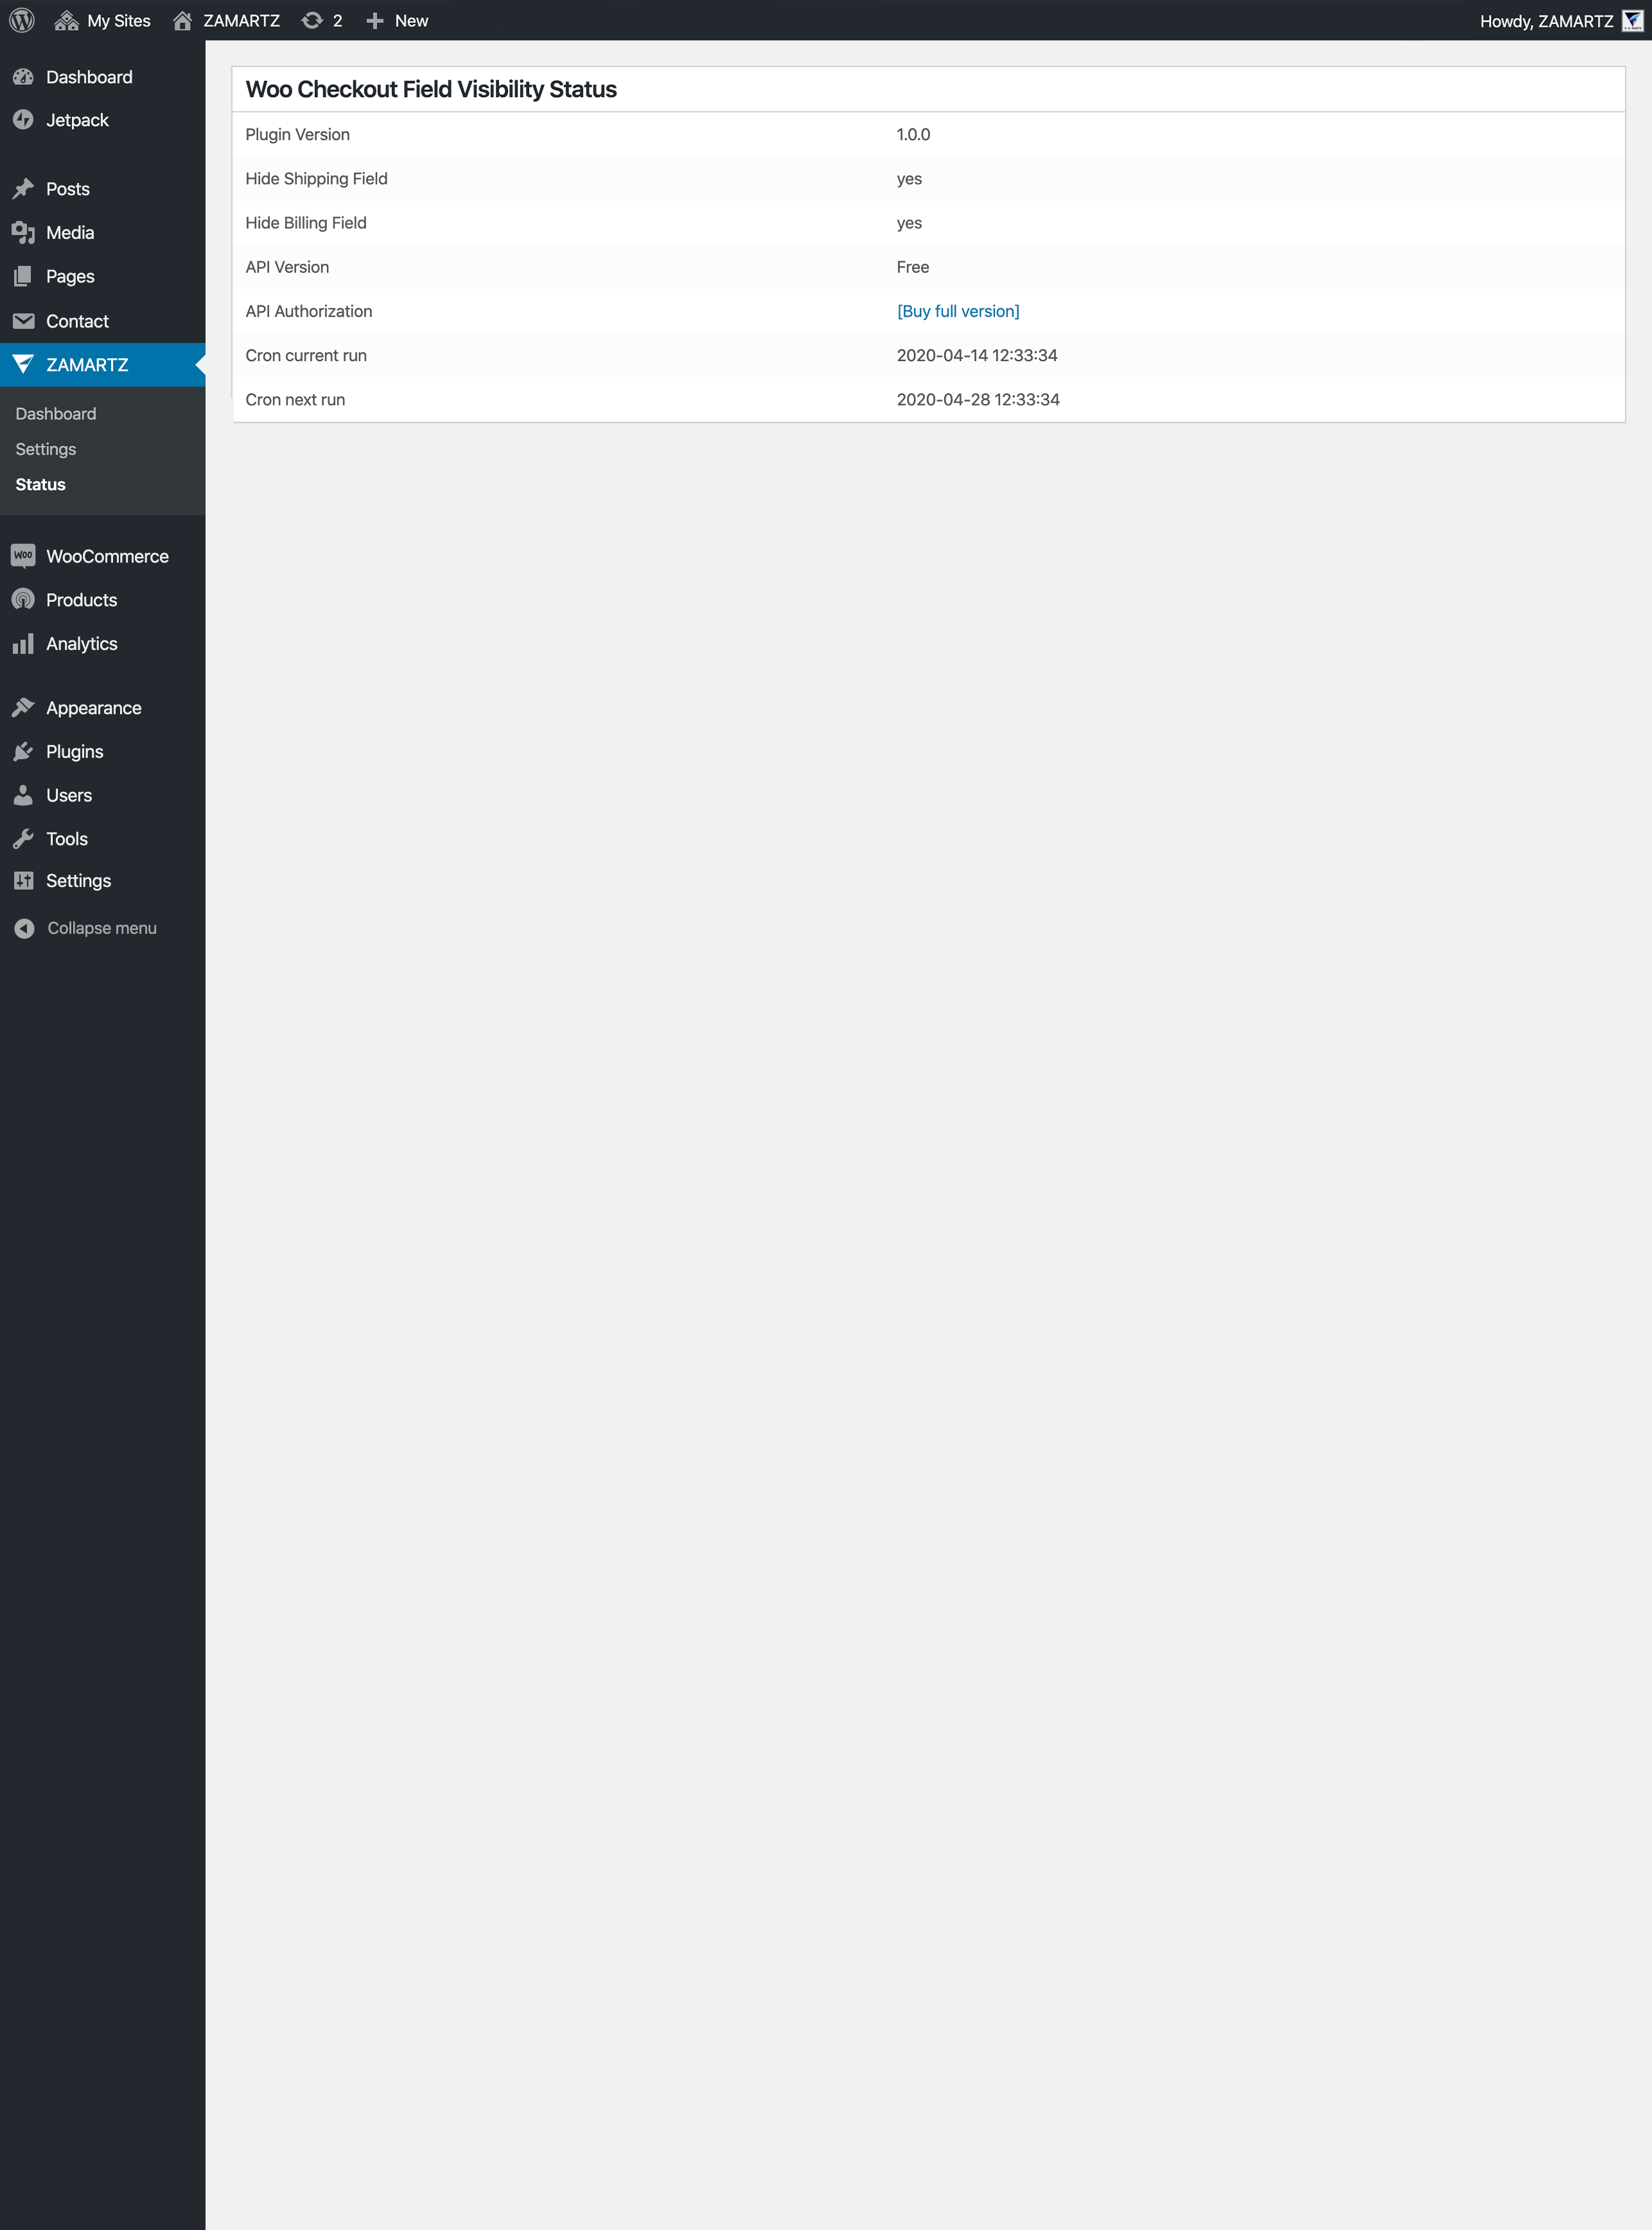 My Sites ZAMARTZ 2 New Howdy, ZAMARTZ
Dashboard
Jetpack
Posts
Media
Pages
Contact
ZAMARTZ
Dashboard
Settings
Status
WOO WooCommerce
Products
Analytics
Appearance
Plugins
Users
Tools
Settings
Collapse menu
Woo Checkout Field Visibility Status
Plugin Version 1.0.0
Hide Shipping Field yes
Hide Billing Field yes
API Version Free
API Authorization [Buy full version]
Cron current run 2020-04-14 12:33:34
Cron next run 2020-04-28 12:33:34